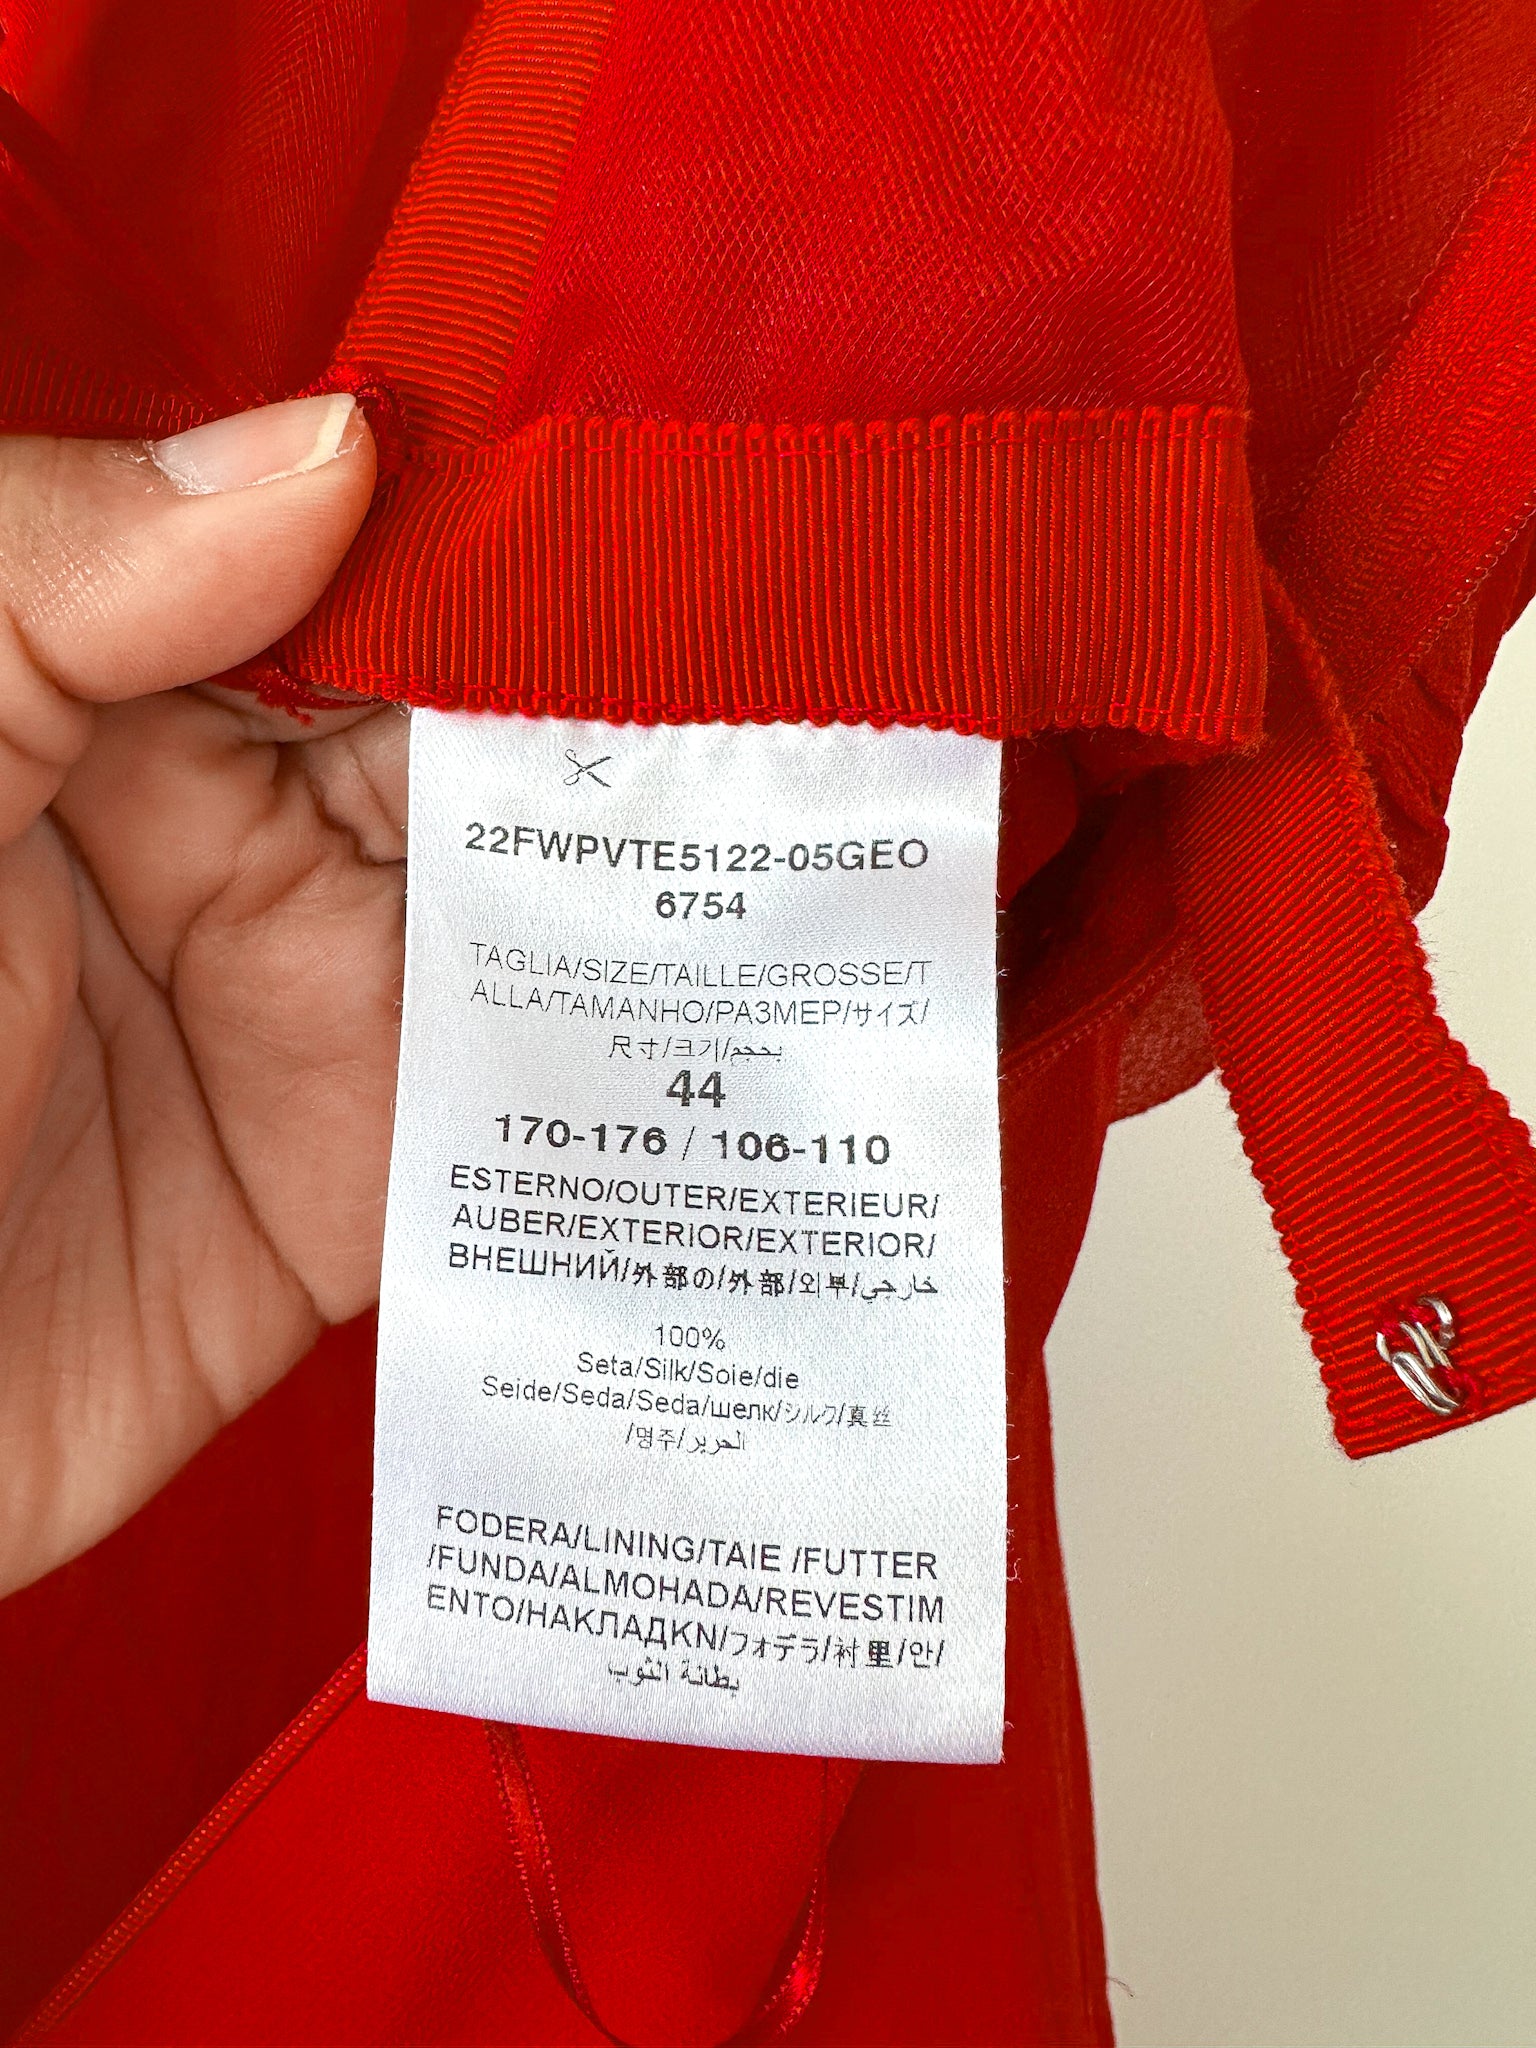 22FWPVTE5122-05GEO
6754
TAGLIA/SIZE/TAILLE/GROSSE/T
ALLA/TAMANHO/РАЗМЕР/サイズ/
尺寸/크기/بحجم
44
170-176 / 106-110
ESTERNO/OUTER/EXTERIEUR/
AUBER/EXTERIOR/EXTERIOR/
ВНЕШНИЙ/外部の/外部/외부/خارجي
100%
Seta/Silk/Soie/die
Seide/Seda/Seda/шелк/シルク/真丝
/명주/الحرير
FODERA/LINING/TAIE /FUTTER
/FUNDA/ALMOHADA/REVESTIM
ENTO/НАКЛАДКN/フォデラ/衬里/안/
بطانة الثوب